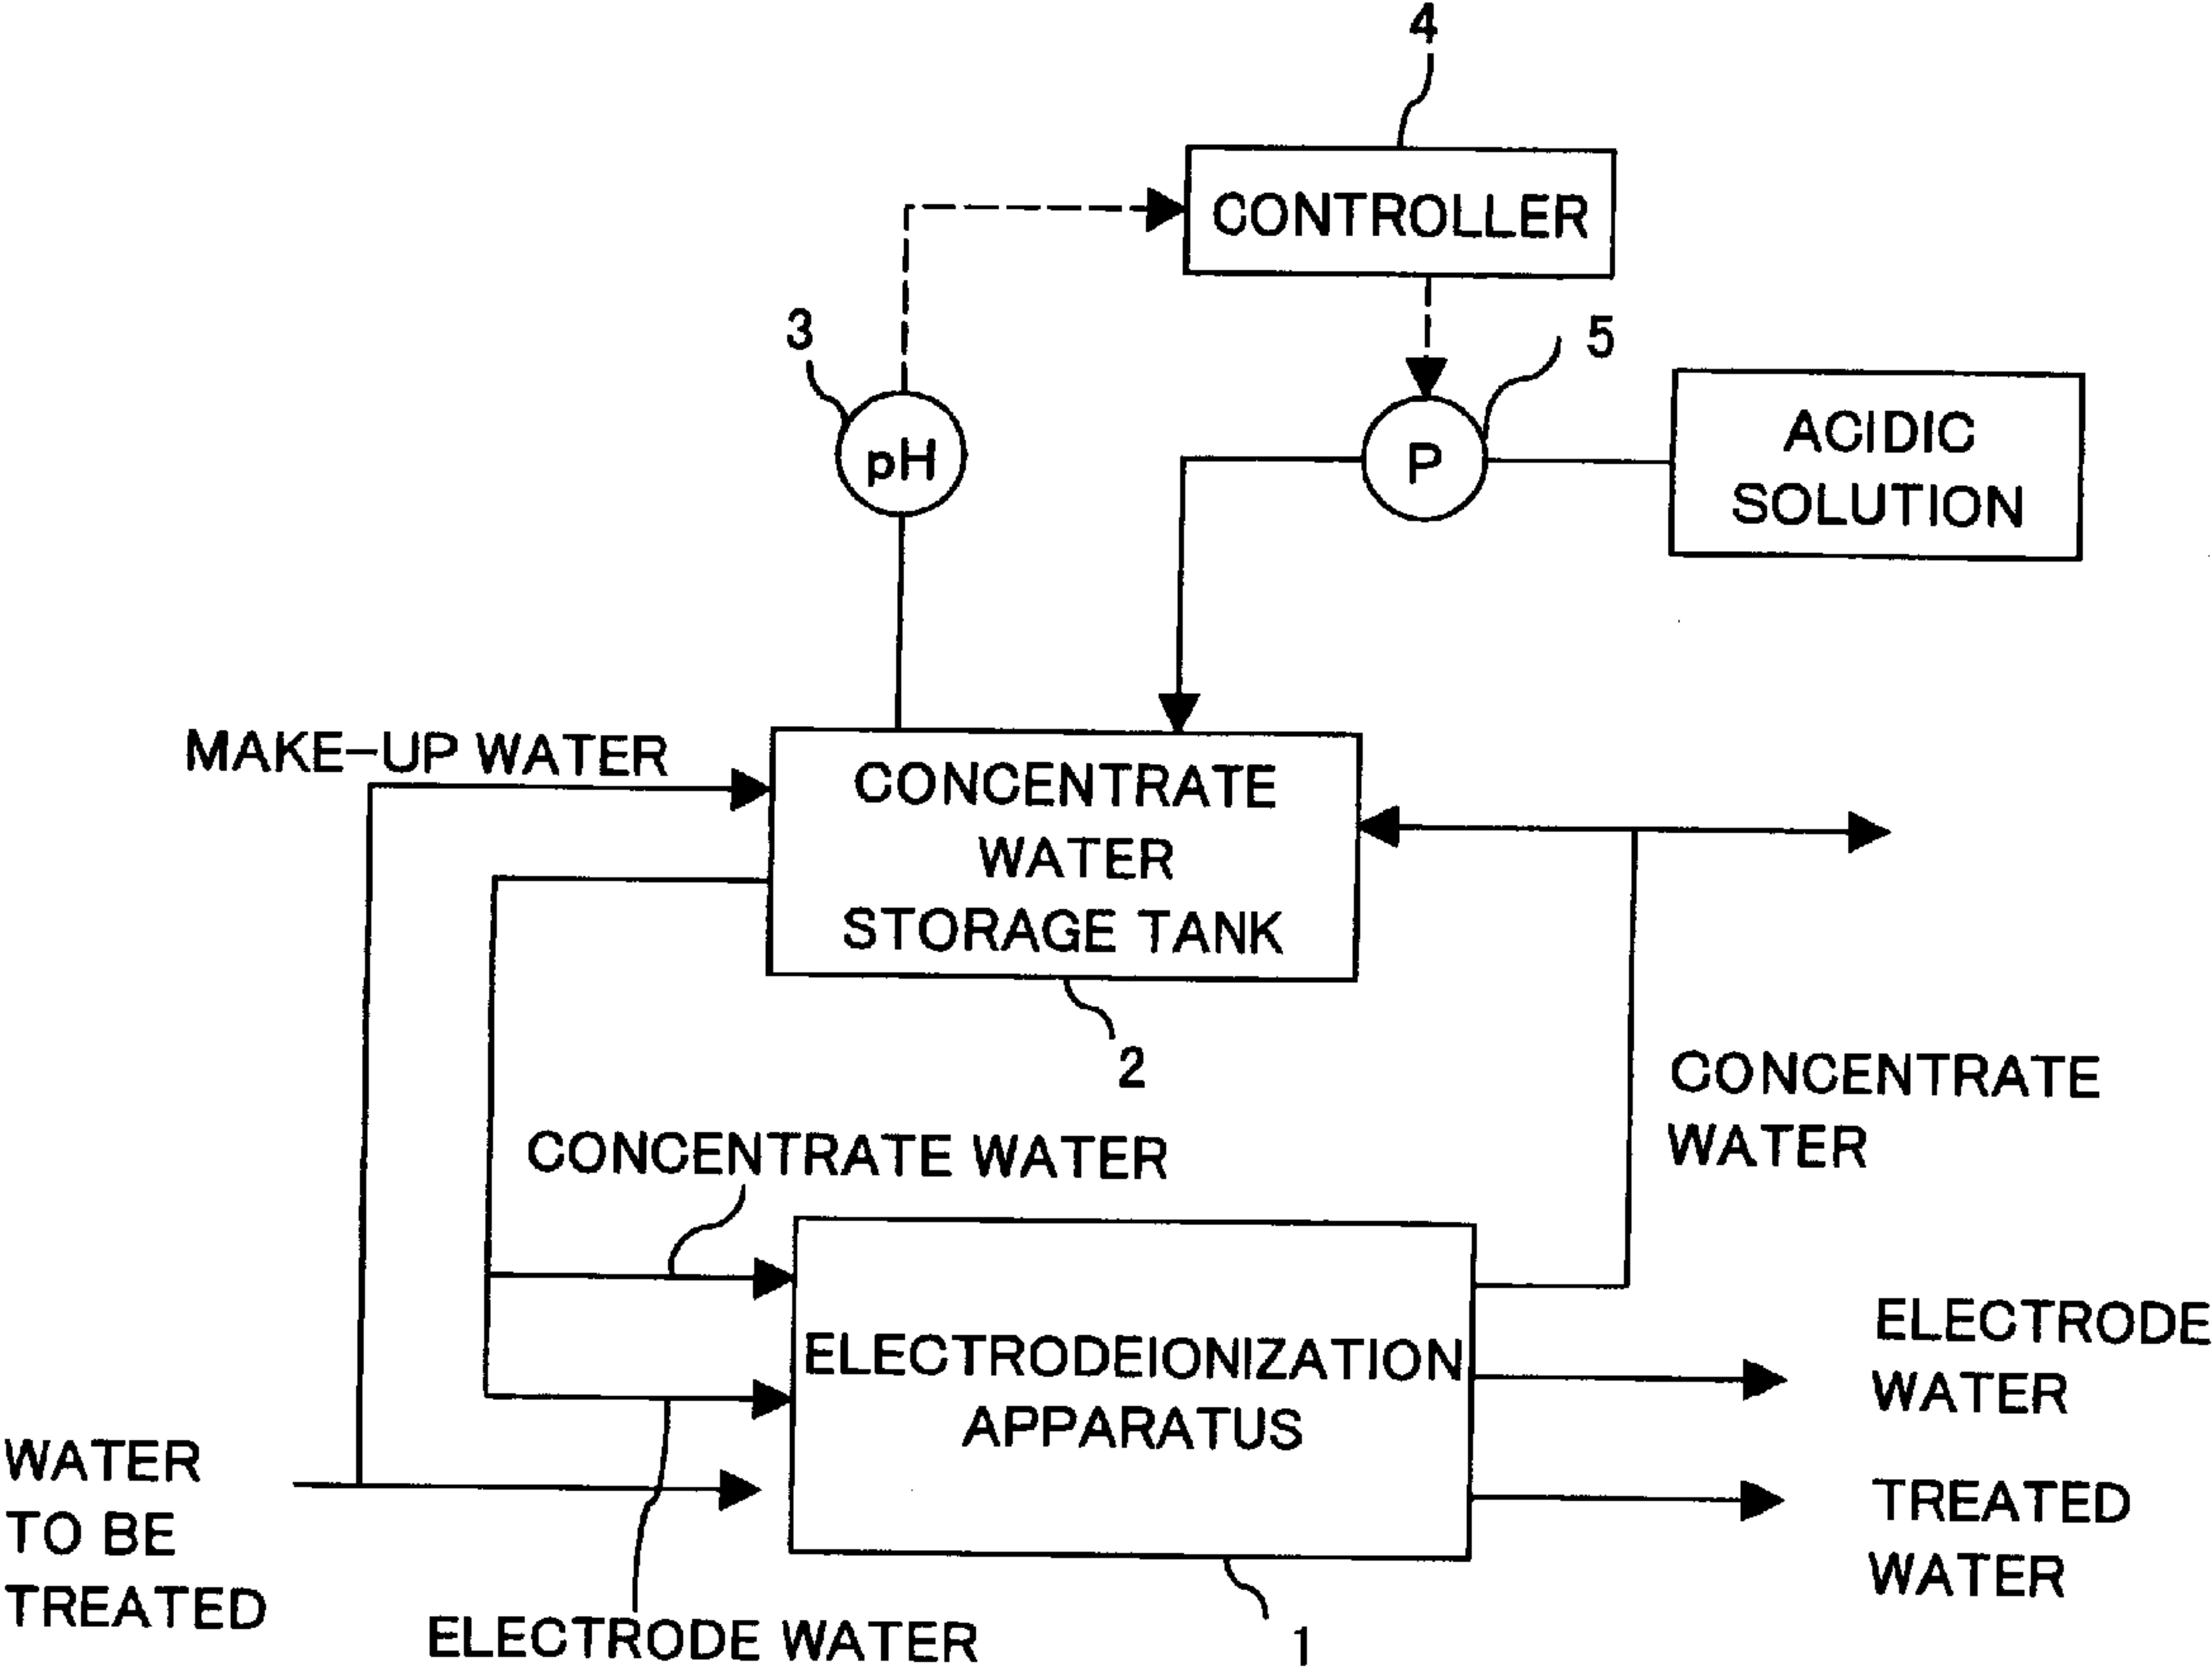 4
CONTROLLER
3
5
pH
P
ACIDIC
SOLUTION
MAKE-UP WATER
CONCENTRATE
WATER
STORAGE TANK
2
CONCENTRATE
WATER
CONCENTRATE WATER
ELECTRODEIONIZATION
APPARATUS
ELECTRODE
WATER
WATER
TO BE
TREATED
TREATED
WATER
ELECTRODE WATER
1